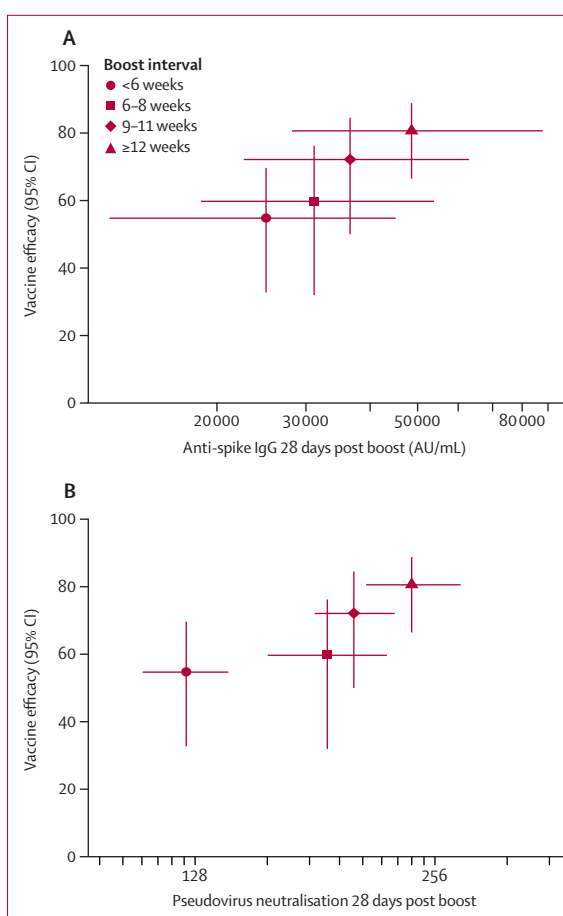 A
100
80
60
40
20
0
Vaccine efficacy (95% CI)
Boost interval
<6 weeks
6–8 weeks
9–11 weeks
≥12 weeks
20000
30000
50000
80000
Anti-spike IgG 28 days post boost (AU/mL)
B
100
80
60
40
20
0
Vaccine efficacy (95% CI)
128
256
Pseudovirus neutralisation 28 days post boost